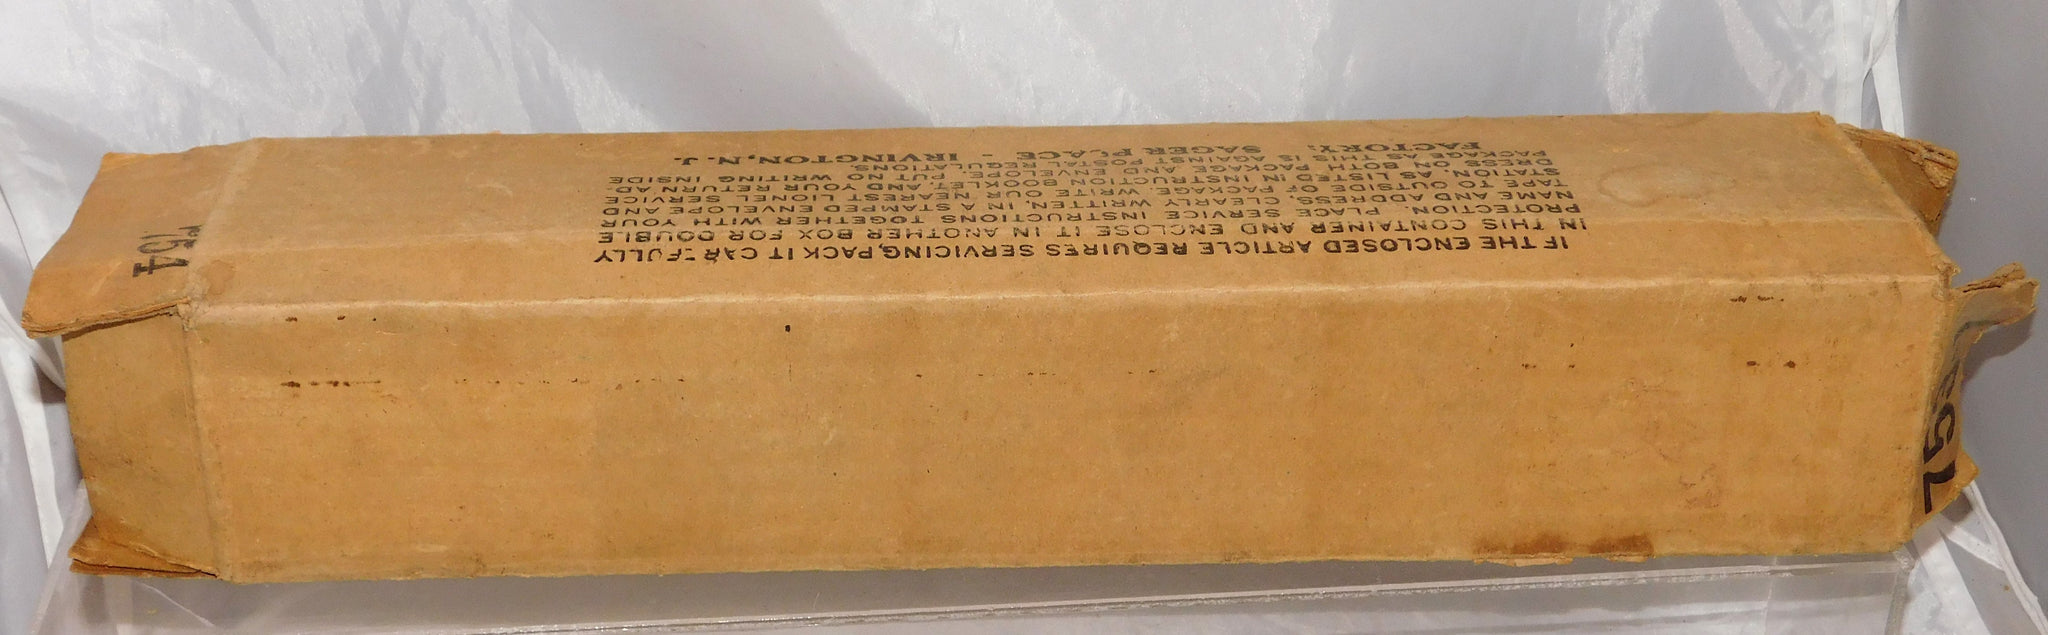 IF THE ENCLOSED ARTICLE REQUIRES SERVICING, PACK IT CAREFULLY
IN THIS CONTAINER AND ENCLOSE IT IN ANOTHER BOX FOR DOUBLE
PROTECTION. PLACE SERVICE INSTRUCTIONS TOGETHER WITH YOUR
NAME AND ADDRESS, CLEARLY WRITTEN, IN A STAMPED ENVELOPE AND
TAPE TO OUTSIDE OF PACKAGE. WRITE OUR NEAREST LIONEL SERVICE
STATION, AS LISTED IN INSTRUCTION BOOKLET, AND YOUR RETURN AD-
DRESS ON BOTH PACKAGE AND ENVELOPE. PUT NO WRITING INSIDE
PACKAGE AS THIS IS AGAINST POSTAL REGULATIONS.
FACTORY: SAGER PLACE - IRVINGTON, N. J.
754